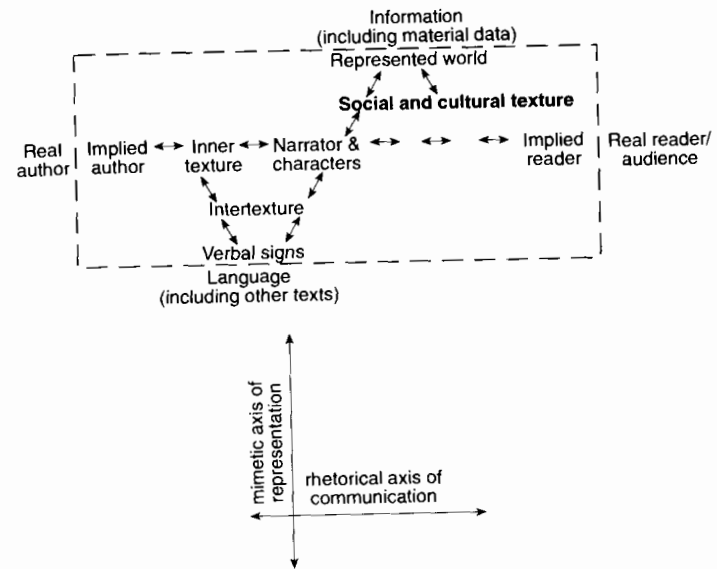 Information
(including material data)
Represented world
Social and cultural texture
Real
author
Implied
author
Inner
texture
Narrator &
characters
Implied
reader
Real reader/
audience
Intertexture
Verbal signs
Language
(including other texts)
mimetic axis of
representation
rhetorical axis of
communication